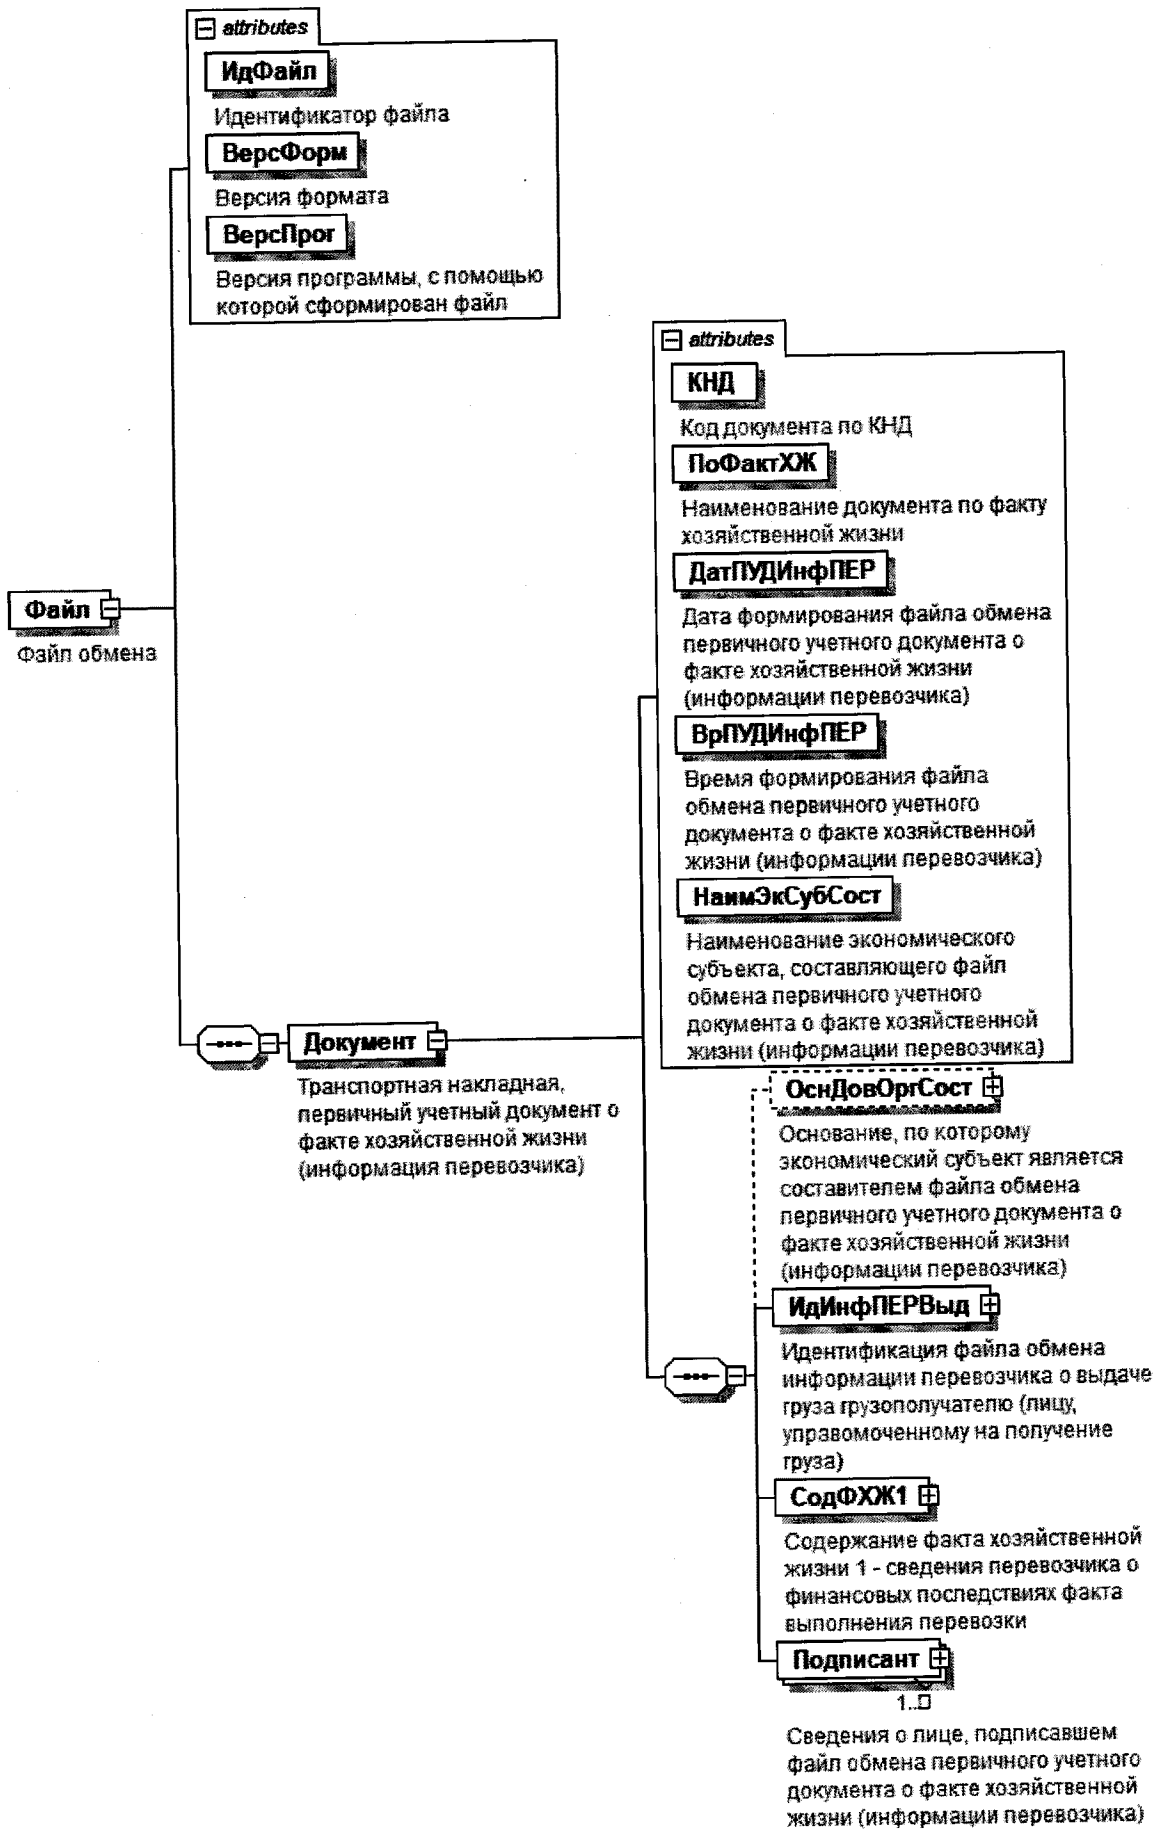 attributes
ИдФайл
Идентификатор файла
ВерсФорм
Версия формата
ВерсПрог
Версия программы, с помощью
которой сформирован файл
Файл
Файл обмена
attributes
КНД
Код документа по КНД
ПоФактХЖ
Наименование документа по факту
хозяйственной жизни
ДатПУДИнфПЕР
Дата формирования файла обмена
первичного учетного документа о
факте хозяйственной жизни
(информации перевозчика)
ВрПУДИнфПЕР
Время формирования файла
обмена первичного учетного
документа о факте хозяйственной
жизни (информации перевозчика)
НаимЭкСубСост
Наименование экономического
субъекта, составляющего файл
обмена первичного учетного
документа о факте хозяйственной
жизни (информации перевозчика)
Документ
Транспортная накладная,
первичный учетный документ о
факте хозяйственной жизни
(информация перевозчика)
ОснДовОргСост
Основание, по которому
экономический субъект является
составителем файла обмена
первичного учетного документа о
факте хозяйственной жизни
(информации перевозчика)
ИдИнфПЕРВыд
Идентификация файла обмена
информации перевозчика о выдаче
груза грузополучателю (лицу,
управомоченному на получение
груза)
СодФХЖ1
Содержание факта хозяйственной
жизни 1 - сведения перевозчика о
финансовых последствиях факта
выполнения перевозки
Подписант
1..□
Сведения о лице, подписавшем
файл обмена первичного учетного
документа о факте хозяйственной
жизни (информации перевозчика)